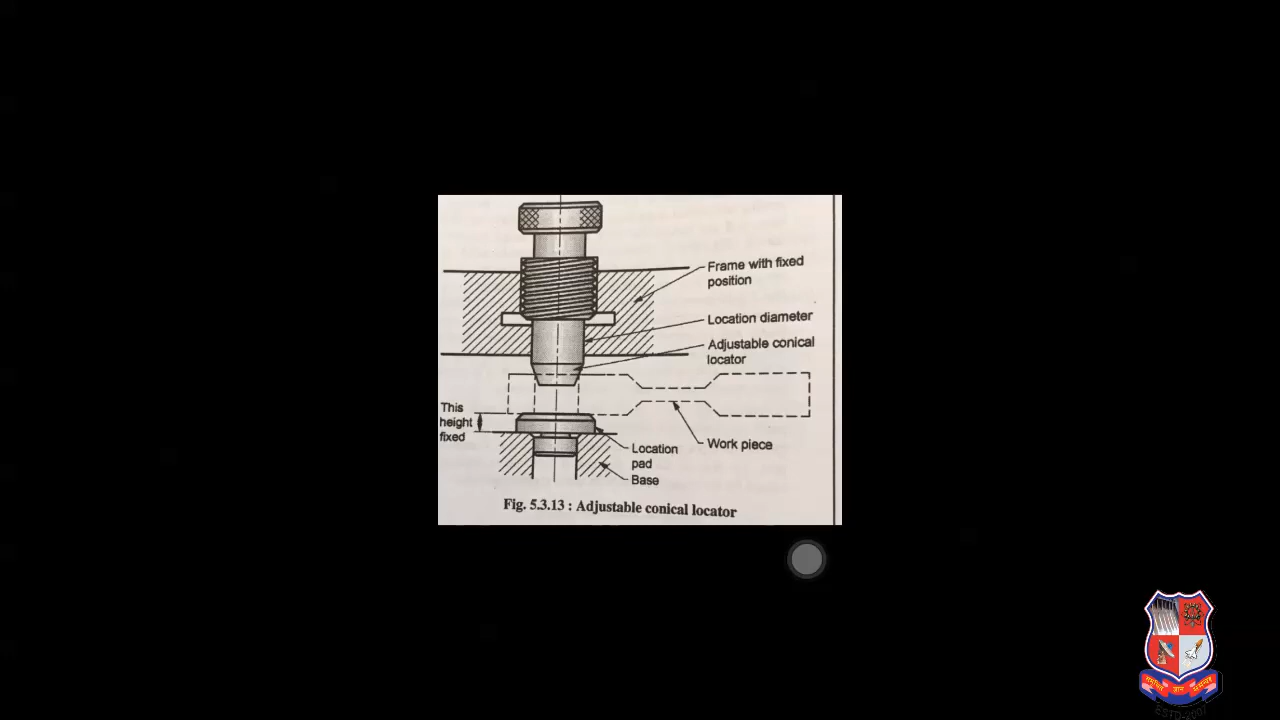 Frame with fixed
position
Location diameter
Adjustable conical
locator
This
height
fixed
Work piece
Location
pad
Base
Fig. 5.3.13 : Adjustable conical locator